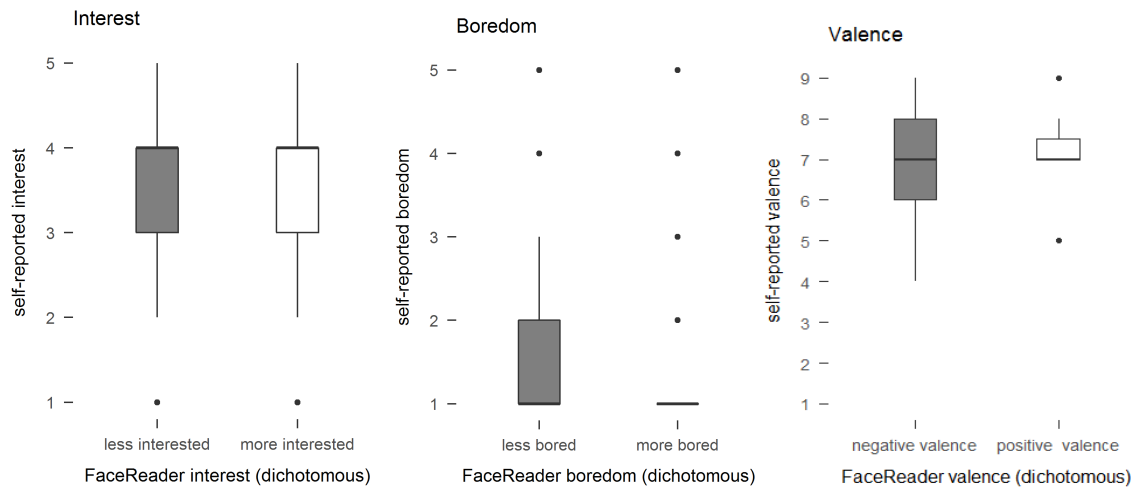 Interest
5
4
3
2
1
self-reported interest
less interested more interested
FaceReader interest (dichotomous)
Boredom
5
4
3
2
1
self-reported boredom
less bored more bored
FaceReader boredom (dichotomous)
Valence
9
8
7
6
5
4
3
2
1
self-reported valence
negative valence positive valence
FaceReader valence (dichotomous)